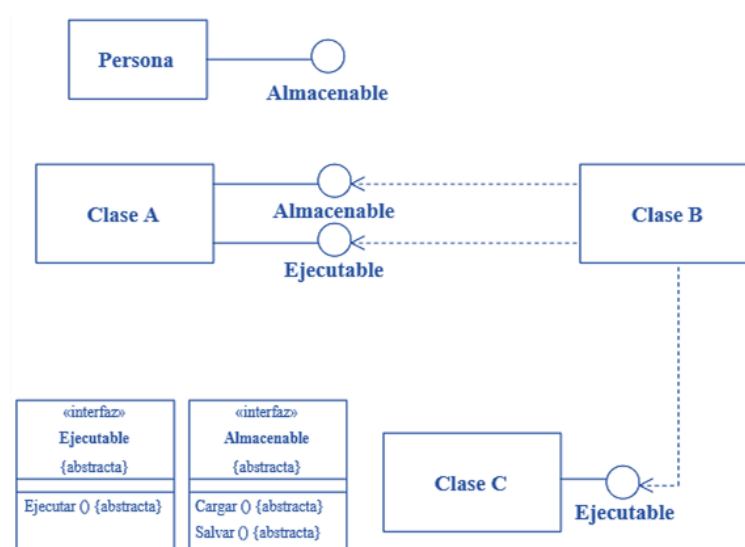 Persona
Almacenable
Clase A
Almacenable
Ejecutable
Clase B
«interfaz»
Ejecutable
{abstracta}
Ejecutar () {abstracta}
«interfaz»
Almacenable
{abstracta}
Cargar () {abstracta}
Salvar () {abstracta}
Clase C
Ejecutable